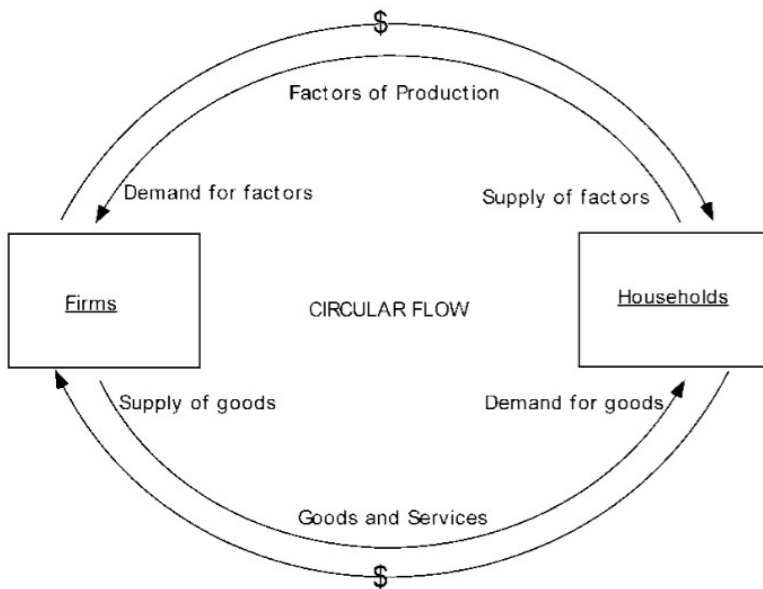 $
Factors of Production
Demand for factors
Supply of factors
Firms
CIRCULAR FLOW
Households
Supply of goods
Demand for goods
Goods and Services
$